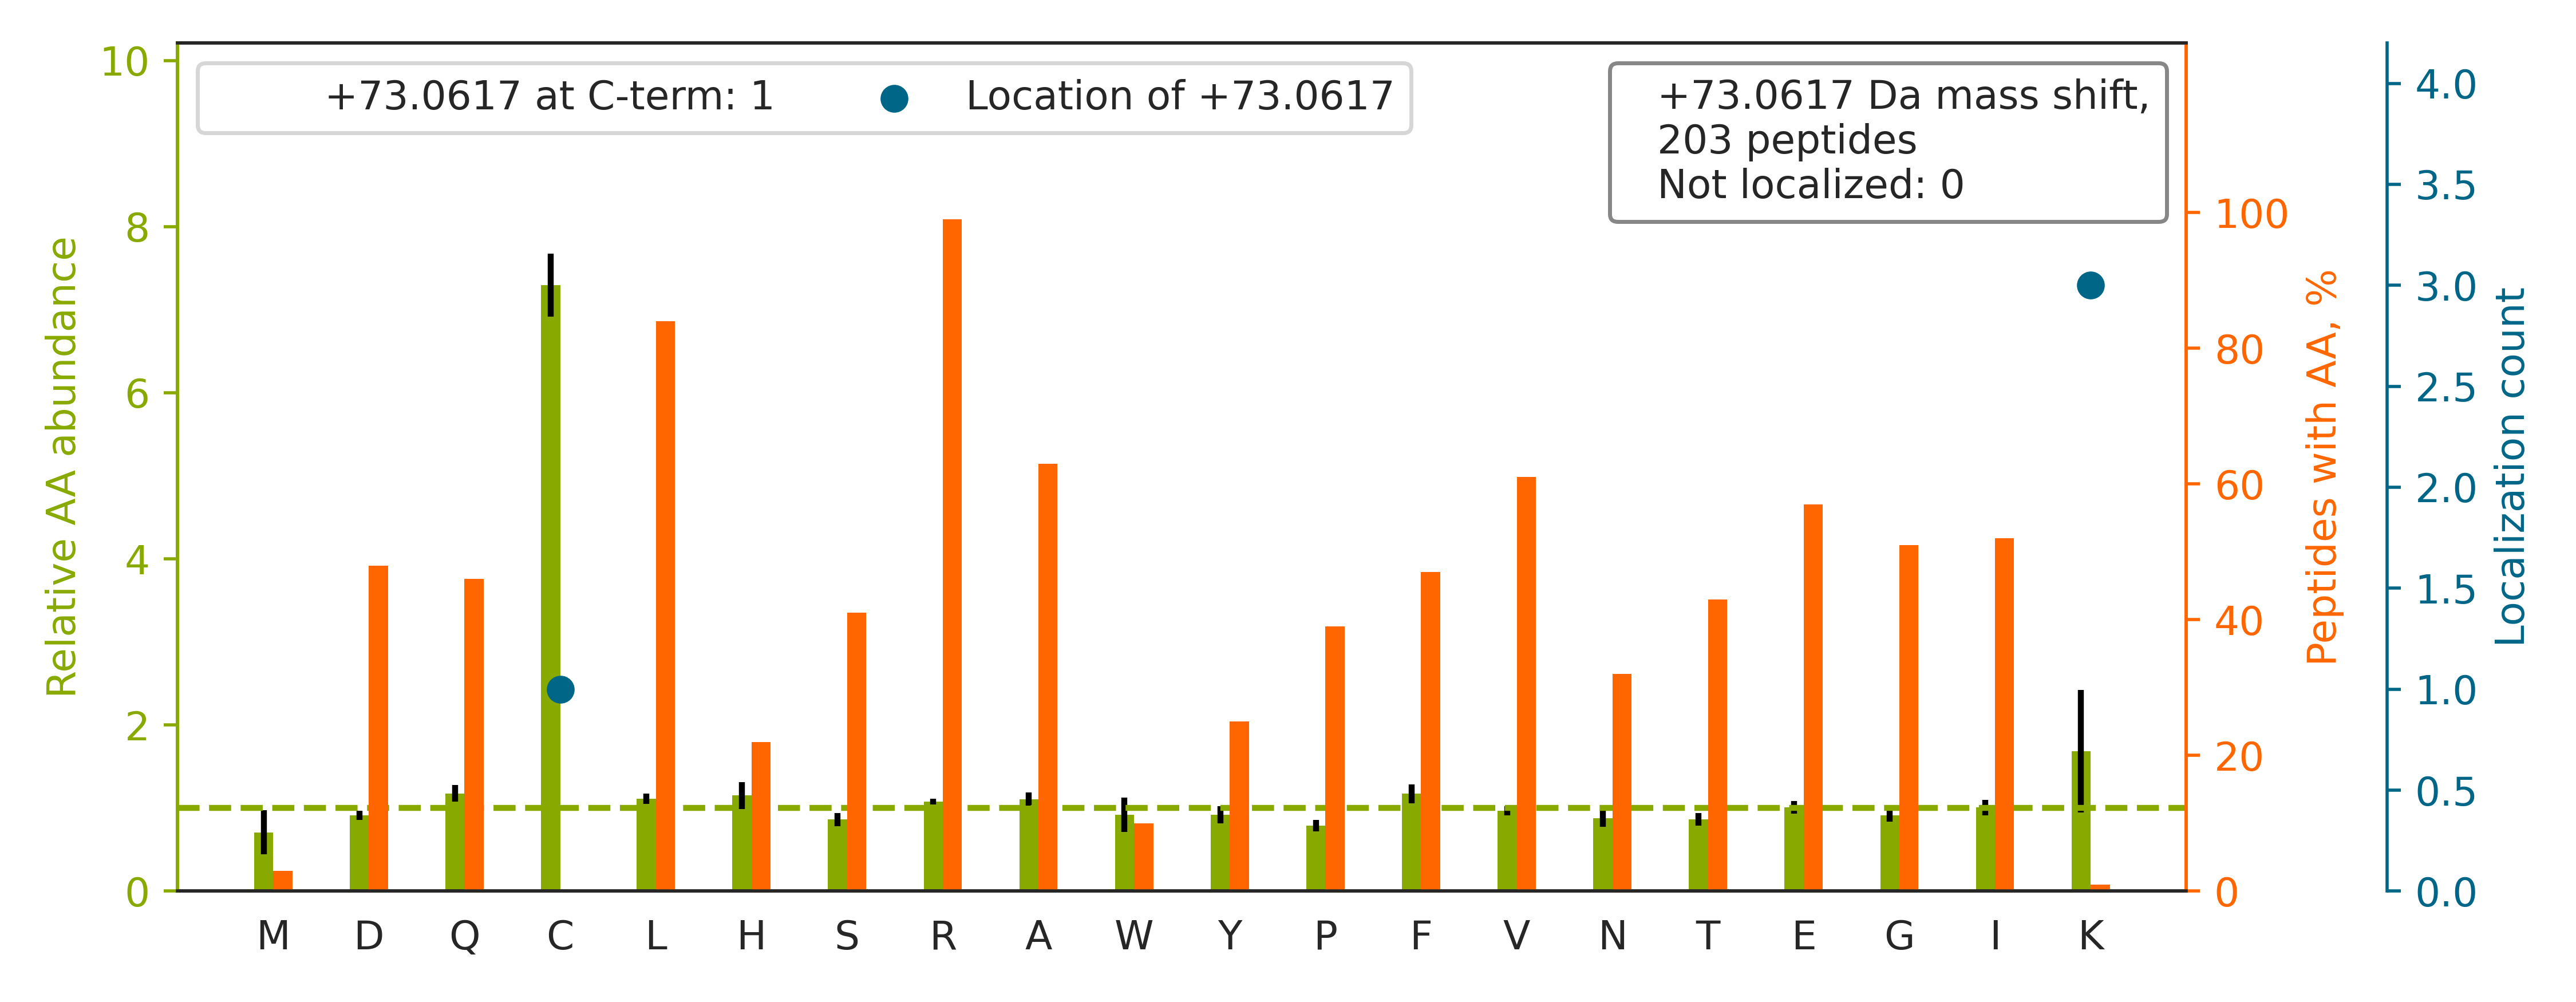 +73.0617 at C-term: 1
Location of +73.0617
+73.0617 Da mass shift,
203 peptides
Not localized: 0
Relative AA abundance
10
8
6
4
2
0
M D Q C L H S R A W Y P F V N T E G I K
100
80
60
40
20
0
Peptides with AA, %
4.0
3.5
3.0
2.5
2.0
1.5
1.0
0.5
0.0
Localization count